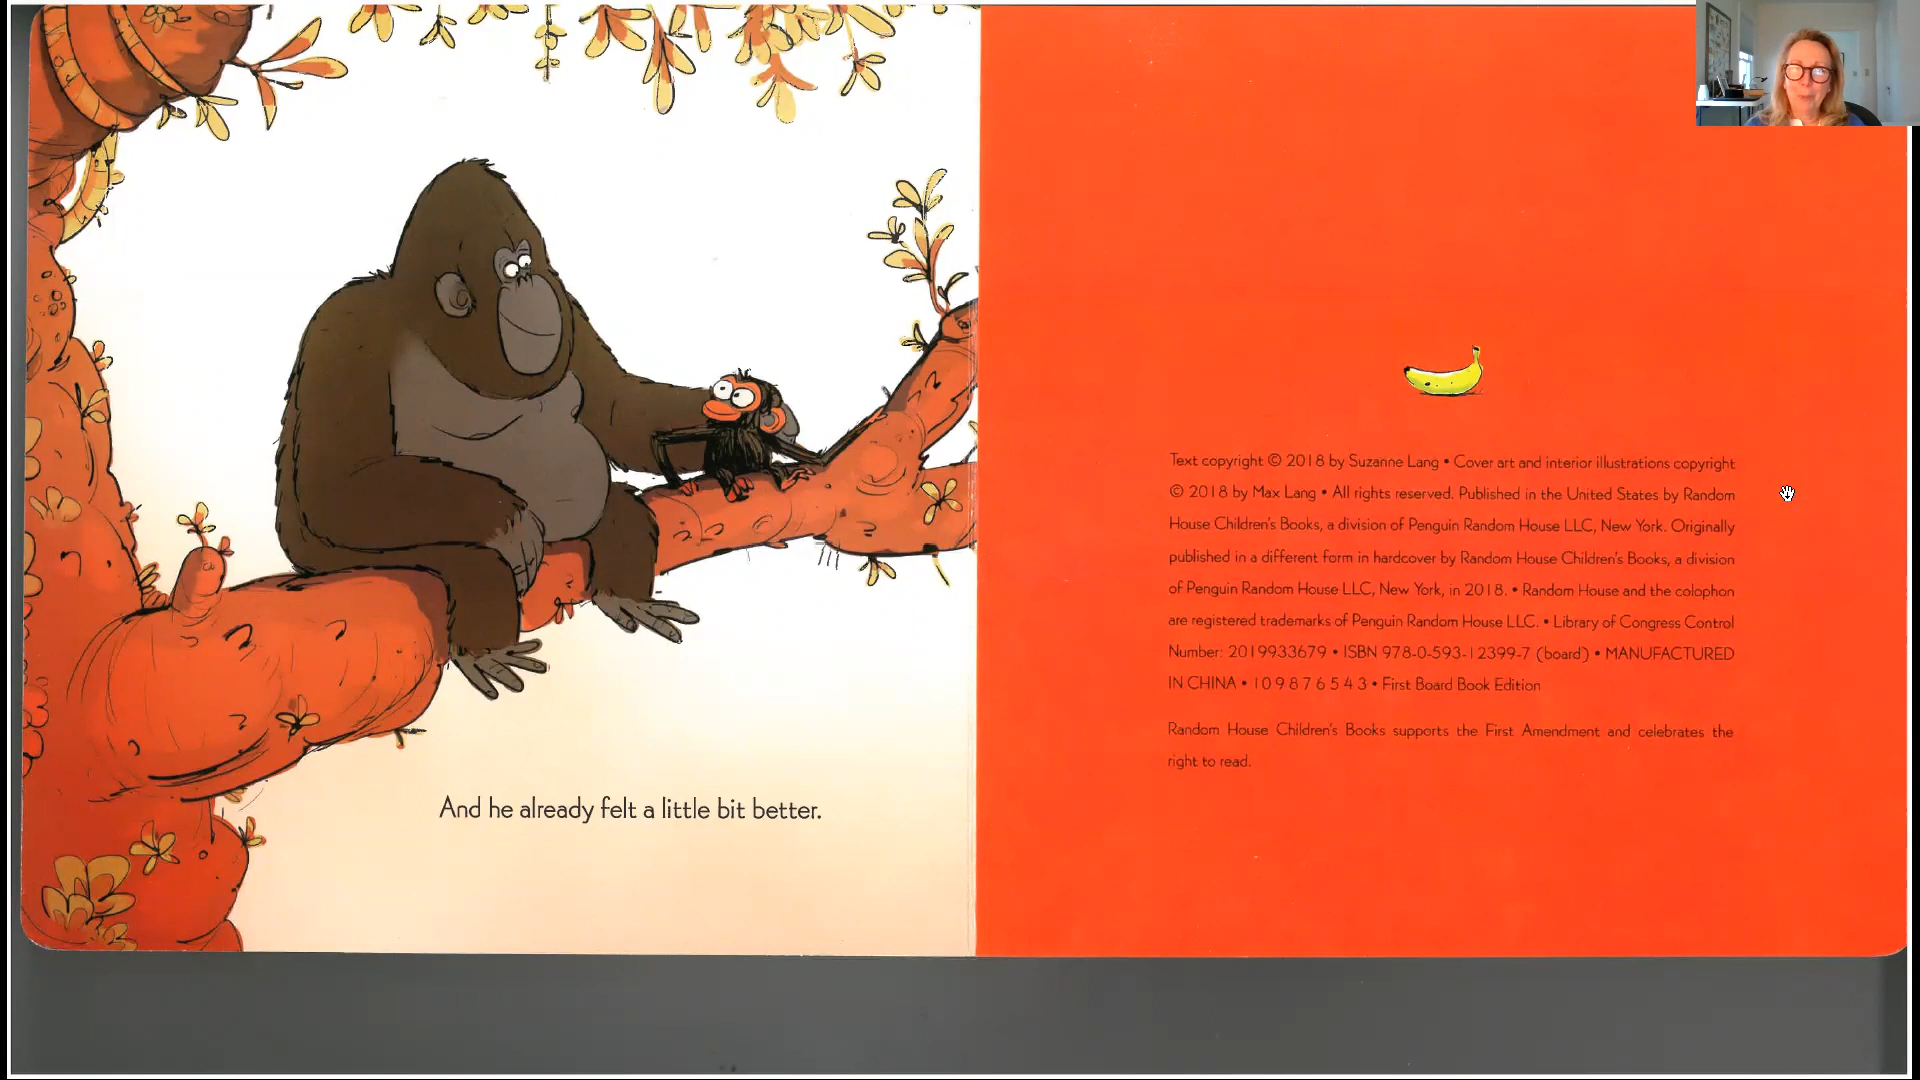 And he already felt a little bit better.
Text copyright © 2018 by Suzanne Lang • Cover art and interior illustrations copyright
© 2018 by Max Lang • All rights reserved. Published in the United States by Random
House Children's Books, a division of Penguin Random House LLC, New York. Originally
published in a different form in hardcover by Random House Children's Books, a division
of Penguin Random House LLC, New York, in 2018. • Random House and the colophon
are registered trademarks of Penguin Random House LLC. • Library of Congress Control
Number: 2019933679 • ISBN 978-0-593-12399-7 (board) • MANUFACTURED
IN CHINA • 10 9 8 7 6 5 4 3 • First Board Book Edition
Random House Children's Books supports the First Amendment and celebrates the
right to read.